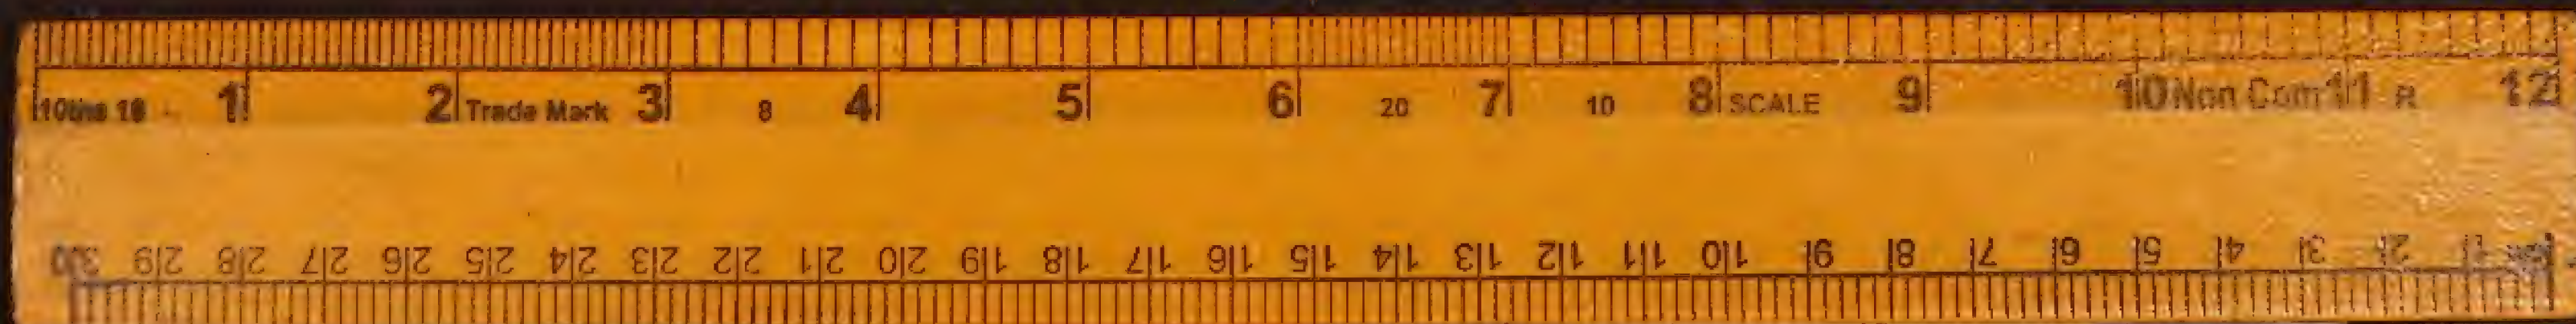 10ths 16 1 2 Trade Mark 3 8 4 5 6 20 7 10 8 SCALE 9 10 Non Com 11 R 12
30 29 28 27 26 25 24 23 22 21 20 19 18 17 16 15 14 13 12 11 10 9 8 7 6 5 4 3 2 1